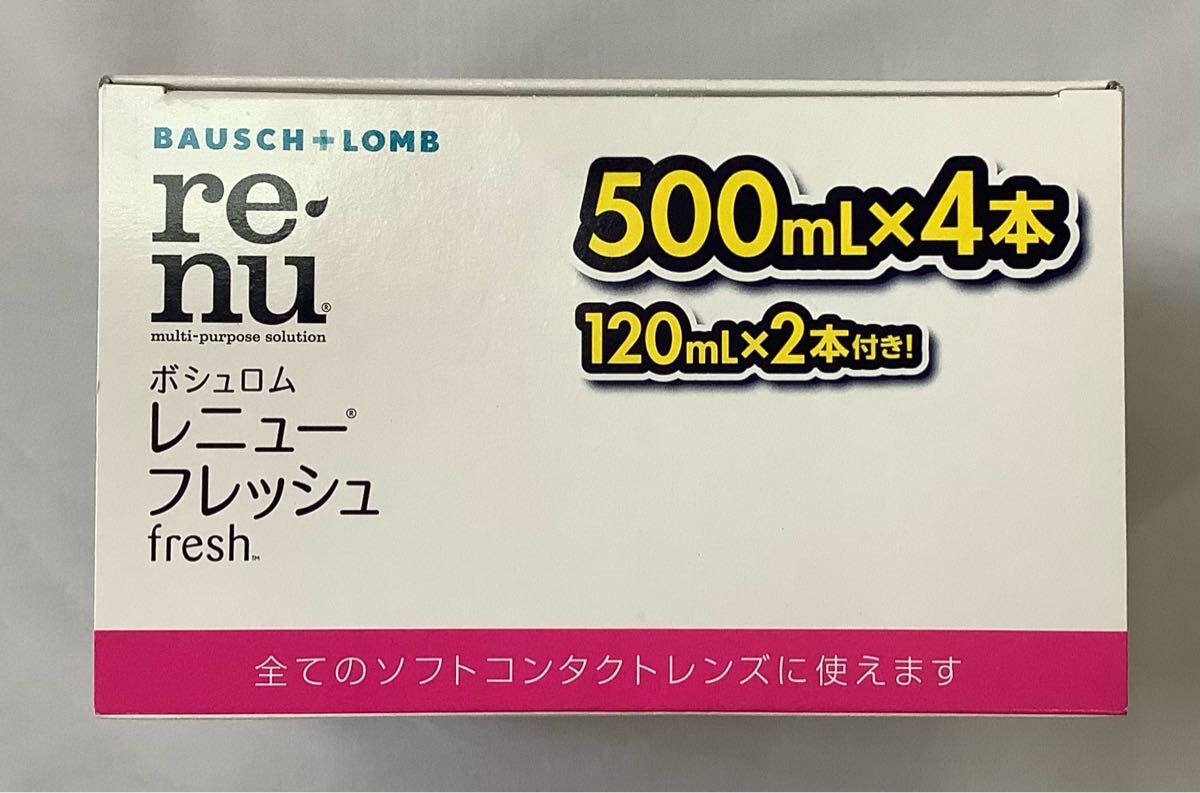 BAUSCH+LOMB
re
nu®
multi-purpose solution
ボシュロム
レニュー®
フレッシュ
fresh™
500mL×4本
120mL×2本付き!
全てのソフトコンタクトレンズに使えます